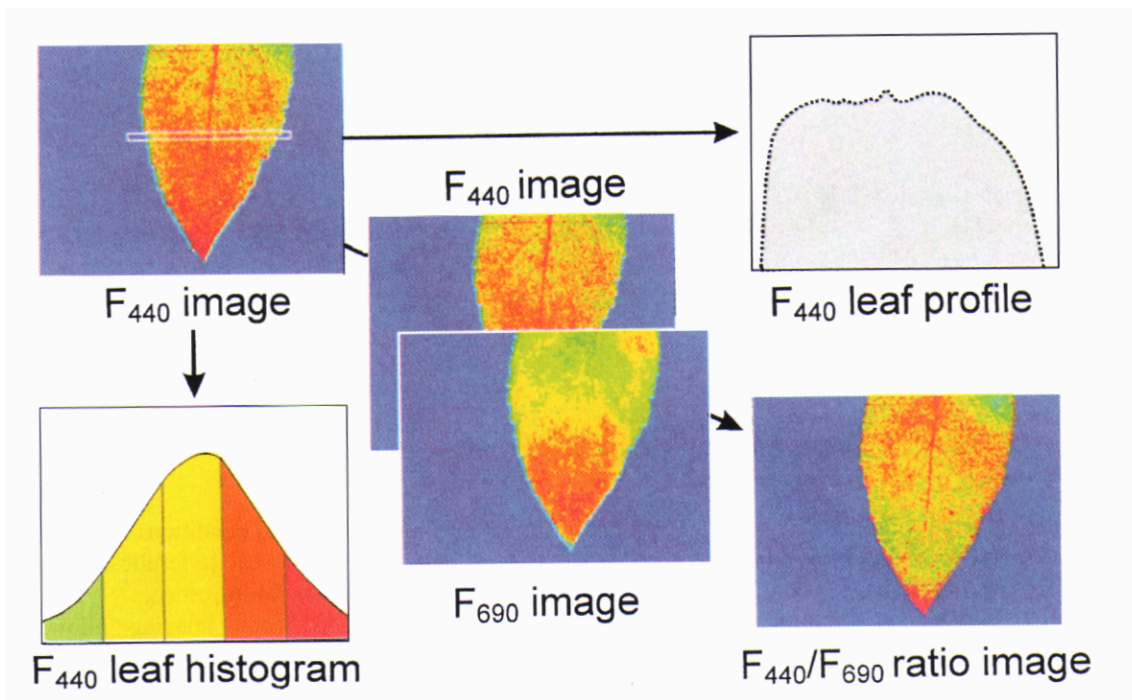 F₄₄₀ image
F₄₄₀ image
F₄₄₀ leaf profile
F₆₉₀ image
F₄₄₀ leaf histogram
F₄₄₀/F₆₉₀ ratio image